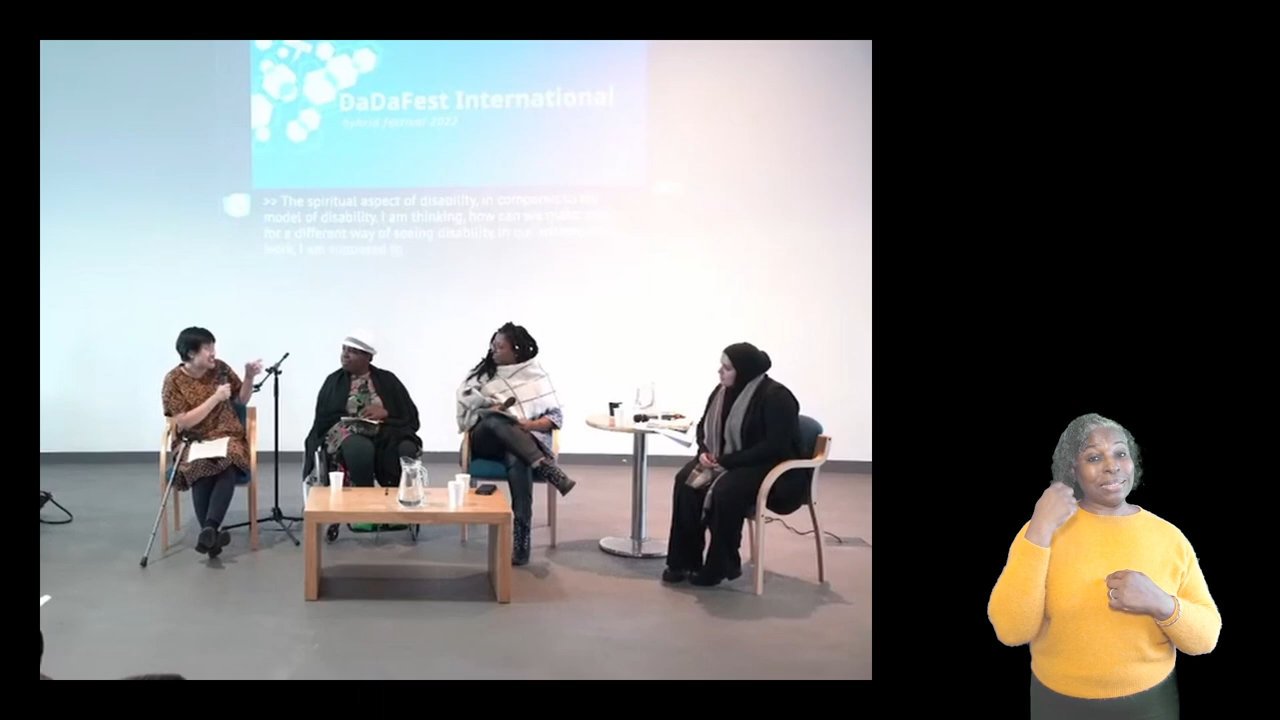 DaDaFest International
hybrid festival 2022
>> The spiritual aspect of disability, in comparison to the
model of disability. I am thinking, how can we make
for a different way of seeing disability, in our
work, I am